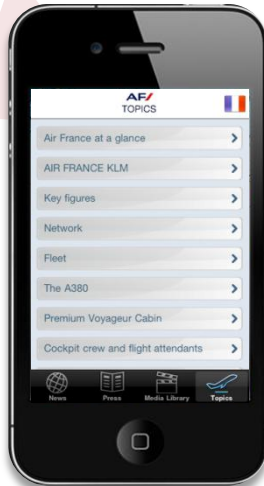 AF/
TOPICS
Air France at a glance
AIR FRANCE KLM
Key figures
Network
Fleet
The A380
Premium Voyageur Cabin
Cockpit crew and flight attendants
News Press Media Library Topics